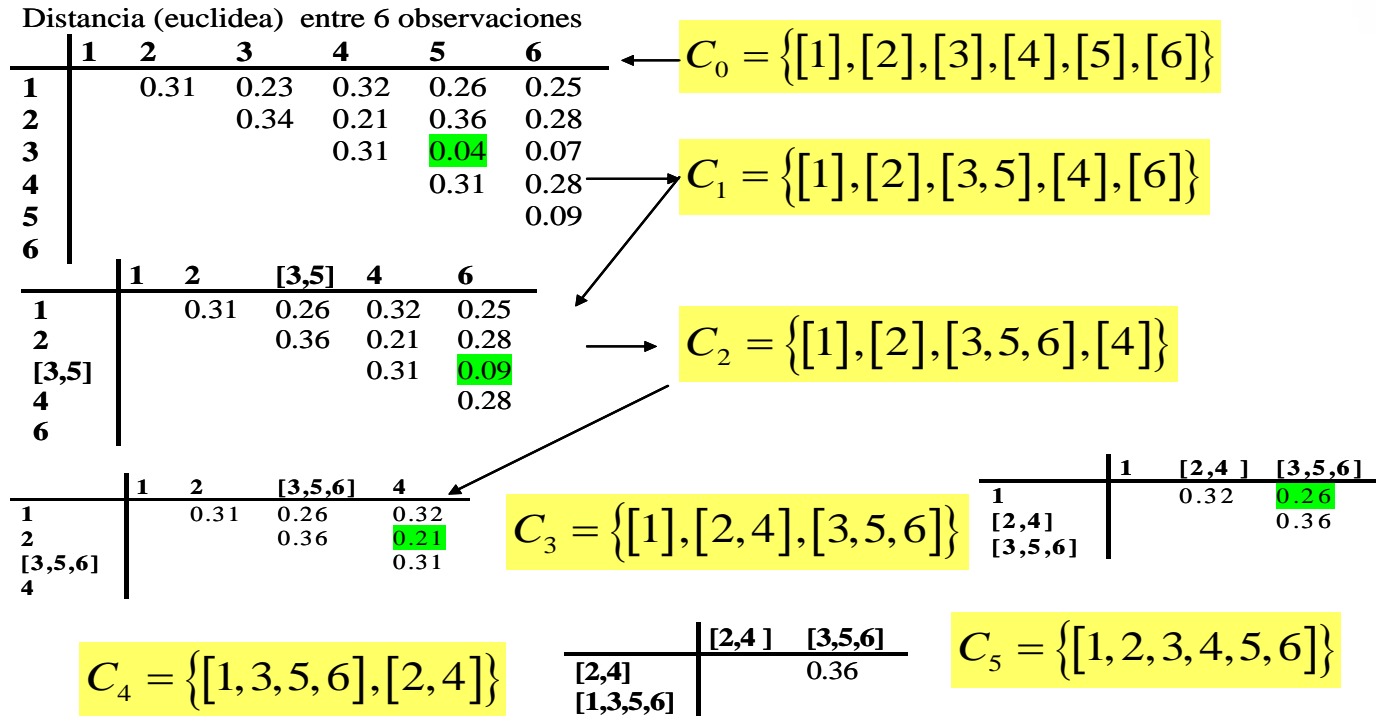 Distancia (euclidea) entre 6 observaciones
1 2 3 4 5 6
1 0.31 0.23 0.32 0.26 0.25
2 0.34 0.21 0.36 0.28
3 0.31 0.04 0.07
4 0.31 0.28
5 0.09
6
C₀ = {[1],[2],[3],[4],[5],[6]}
C₁ = {[1],[2],[3,5],[4],[6]}
1 2 [3,5] 4 6
1 0.31 0.26 0.32 0.25
2 0.36 0.21 0.28
[3,5] 0.31 0.09
4 0.28
6
C₂ = {[1],[2],[3,5,6],[4]}
1 2 [3,5,6] 4
1 0.31 0.26 0.32
2 0.36 0.21
[3,5,6] 0.31
4
C₃ = {[1],[2,4],[3,5,6]}
1 [2,4 ] [3,5,6]
1 0.32 0.26
[2,4] 0.36
[3,5,6]
C₄ = {[1,3,5,6],[2,4]}
[2,4 ] [3,5,6]
[2,4] 0.36
[1,3,5,6]
C₅ = {[1,2,3,4,5,6]}